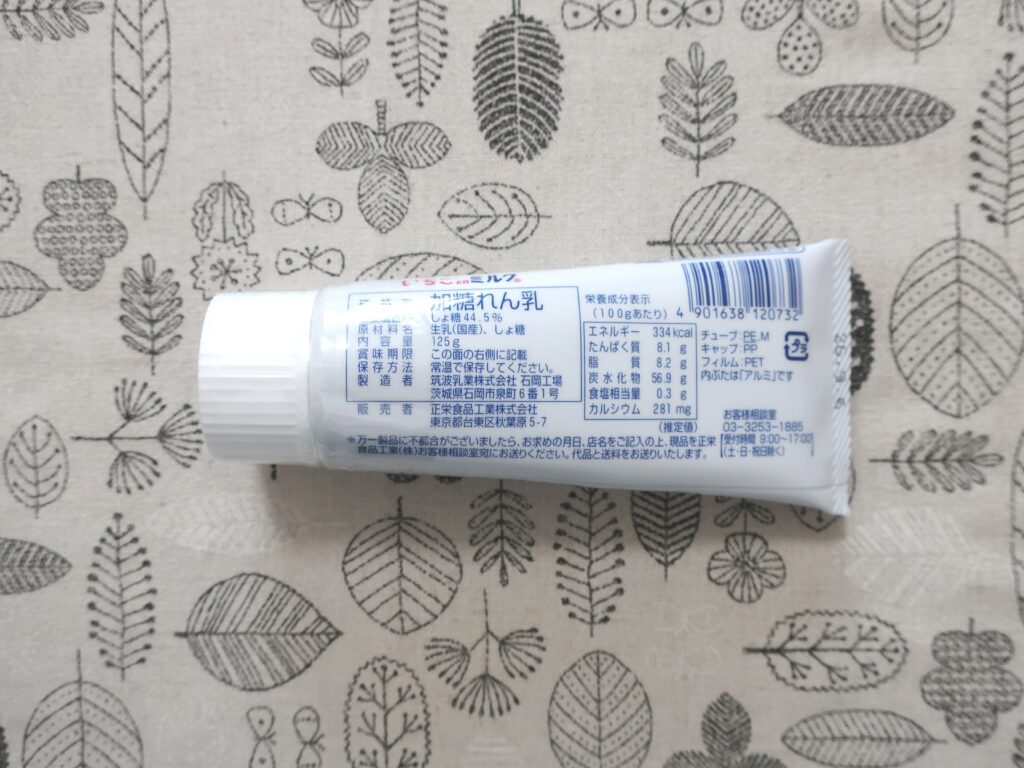 いちご印ミルク®
種類別 加糖れん乳
しょ糖44.5%
原材料名 生乳(国産)、しょ糖
内容量 125g
賞味期限 この面の右側に記載
保存方法 常温で保存してください。
製造者 筑波乳業株式会社 石岡工場
茨城県石岡市泉町6番1号
販売者 正栄食品工業株式会社
東京都台東区秋葉原5-7
※万一製品に不都合がございましたら、お求めの月日、店名をご記入の上、現品を正栄
食品工業(株)お客様相談室宛にお送りください。代品と送料をお送りいたします。
栄養成分表示
(100gあたり)
エネルギー 334kcal
たんぱく質 8.1 g
脂質 8.2 g
炭水化物 56.9 g
食塩相当量 0.3 g
カルシウム 281 mg
(推定値)
4 901638 120732
チューブ:PE,M
キャップ:PP
フィルム:PET
内ぶたは「アルミ」です
プラ
お客様相談室
03-3253-1885
受付時間 9:00~17:00
(土・日・祝日除く)